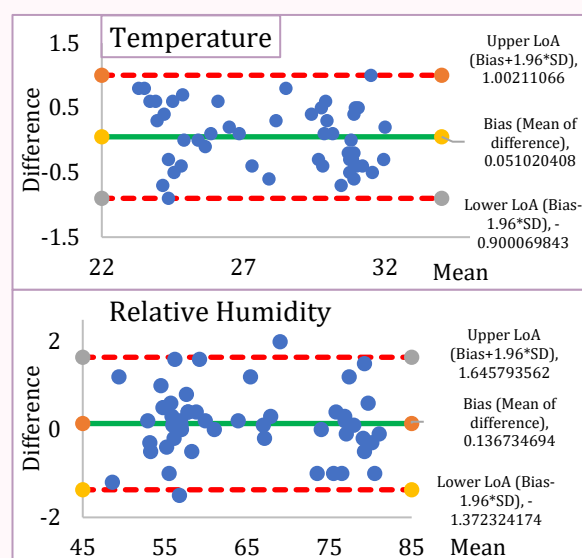 Temperature
1.5
0.5
-0.5
-1.5
Difference
22
27
32
Mean
Upper LoA
(Bias+1.96*SD),
1.00211066
Bias (Mean of
difference),
0.051020408
Lower LoA (Bias-
1.96*SD), -
0.900069843
Relative Humidity
2
0
-2
Difference
45
55
65
75
85
Mean
Upper LoA
(Bias+1.96*SD),
1.645793562
Bias (Mean of
difference),
0.136734694
Lower LoA (Bias-
1.96*SD), -
1.372324174